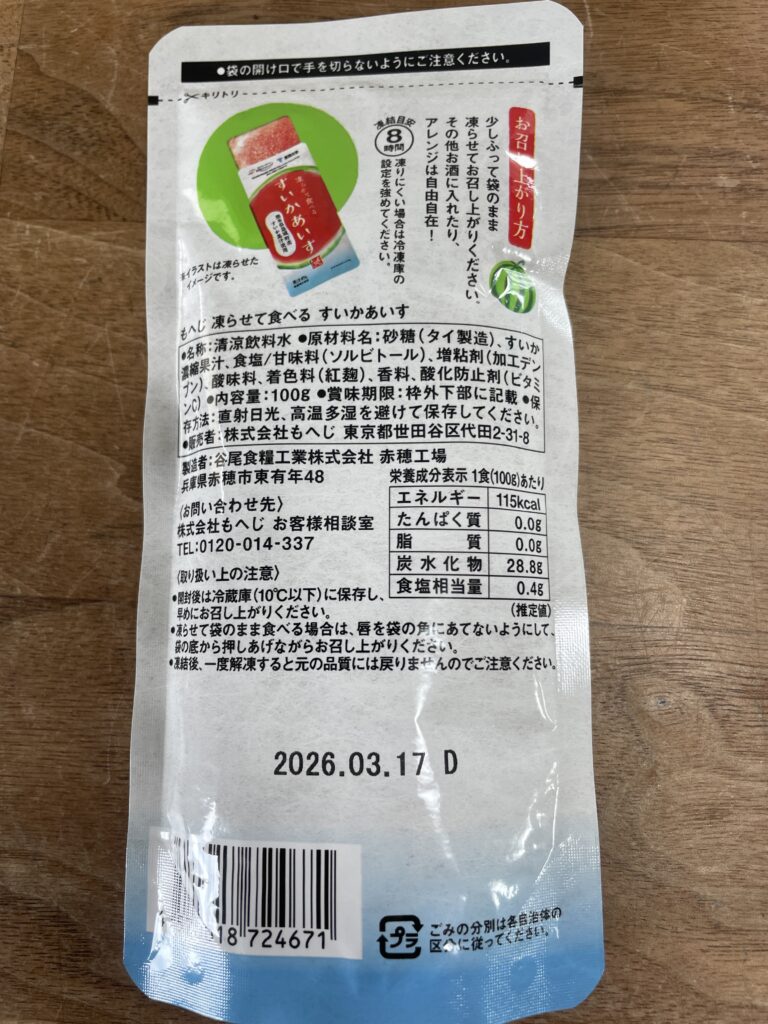 ●袋の開け口で手を切らないようにご注意ください。
キリトリ
お召し上がり方
少しふって袋のまま
凍らせてお召し上がりください。
その他お酒に入れたり、
アレンジは自由自在!
凍結目安
8
時間
凍りにくい場合は冷凍庫の
設定を強めてください。
凍らせて食べる
すいかあいす
※イラストは凍らせた
イメージです。
もへじ 凍らせて食べる すいかあいす
●名称:清涼飲料水 ●原材料名:砂糖(タイ製造)、すいか
濃縮果汁、食塩/甘味料(ソルビトール)、増粘剤(加工デン
プン)、酸味料、着色料(紅麹)、香料、酸化防止剤(ビタミ
ンC) ●内容量:100g ●賞味期限:枠外下部に記載 ●保
存方法:直射日光、高温多湿を避けて保存してください。
●販売者:株式会社もへじ 東京都世田谷区代田2-31-8
製造者:谷尾食糧工業株式会社 赤穂工場
兵庫県赤穂市東有年48
〈お問い合わせ先〉
株式会社もへじ お客様相談室
TEL:0120-014-337
栄養成分表示 1食(100g)あたり
エネルギー 115kcal
たんぱく質 0.0g
脂質 0.0g
炭水化物 28.8g
食塩相当量 0.4g
(推定値)
〈取り扱い上の注意〉
●開封後は冷蔵庫(10℃以下)に保存し、
早めにお召し上がりください。
●凍らせて袋のまま食べる場合は、唇を袋の角にあてないようにして、
袋の底から押しあげながらお召し上がりください。
●凍結後、一度解凍すると元の品質には戻りませんのでご注意ください。
2026.03.17 D
18 724671
プラ
ごみの分別は各自治体の
区分に従ってください。